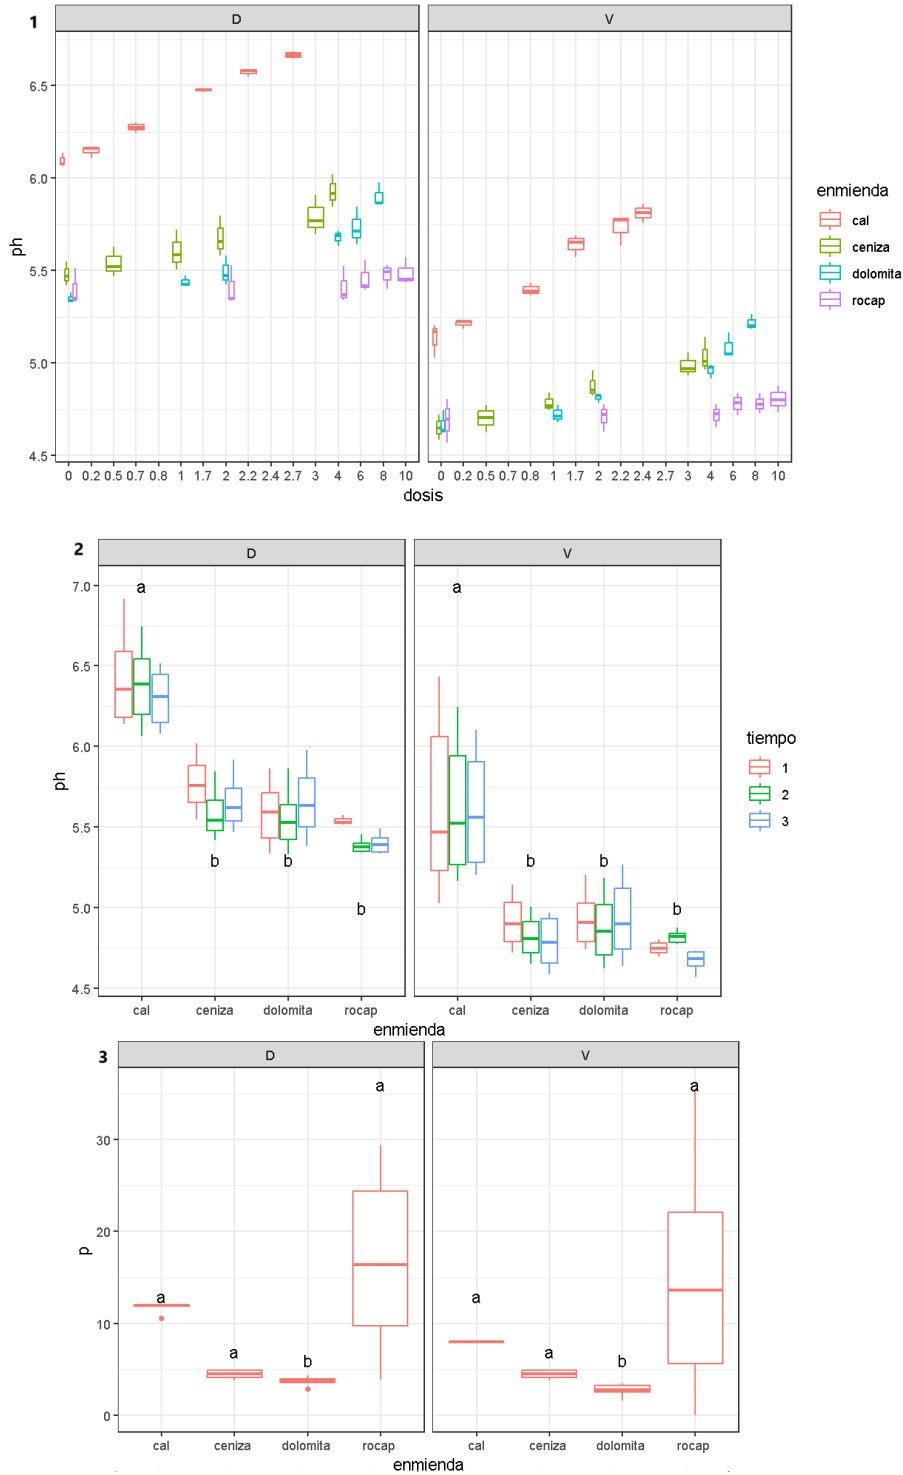 1
D V
6.5
6.0
5.5
5.0
4.5
ph
0 0.2 0.5 0.7 0.8 1 1.7 2 2.22 2.4 2.7 3 4 6 8 10
0 0.2 0.5 0.7 0.8 1 1.7 2 2.2 2.4 2.7 3 4 6 8 10
dosis
enmienda
cal
ceniza
dolomita
rocap
2
D V
a a
b b b
b b b
7.0
6.5
6.0
5.5
5.0
4.5
ph
cal ceniza dolomita rocap
cal ceniza dolomita rocap
enmienda
tiempo
1
2
3
3
D V
a a b a
a a b a
30
20
10
0
p
cal ceniza dolomita rocap
cal ceniza dolomita rocap
enmienda